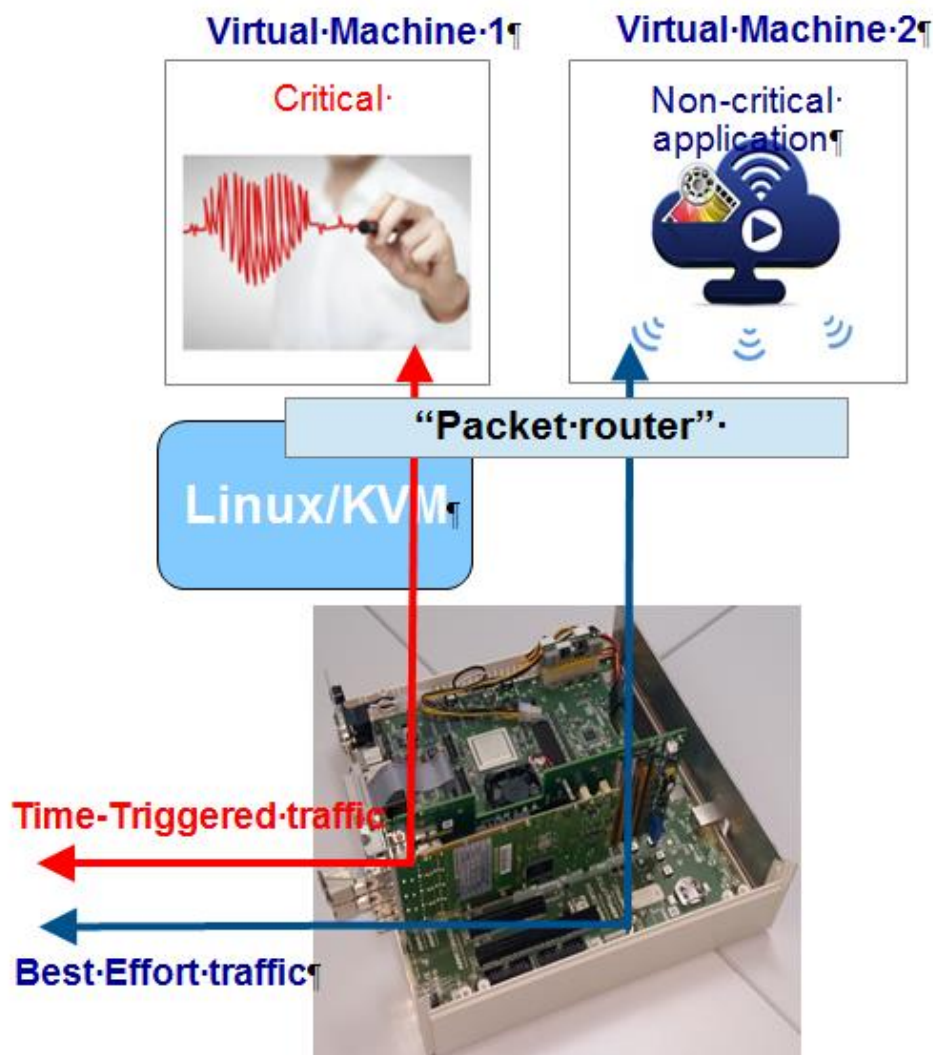 Virtual·Machine·1¶
Virtual·Machine·2¶
Critical·
Non-critical·
application¶
“Packet·router”·
Linux/KVM¶
Time-Triggered·traffic
Best·Effort·traffic¶